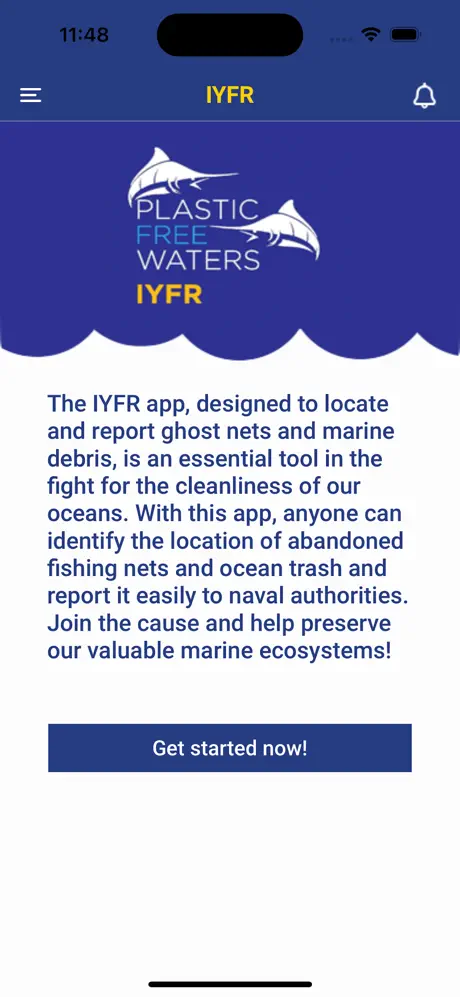 11:48
IYFR
PLASTIC
FREE
WATERS
IYFR
The IYFR app, designed to locate
and report ghost nets and marine
debris, is an essential tool in the
fight for the cleanliness of our
oceans. With this app, anyone can
identify the location of abandoned
fishing nets and ocean trash and
report it easily to naval authorities.
Join the cause and help preserve
our valuable marine ecosystems!
Get started now!